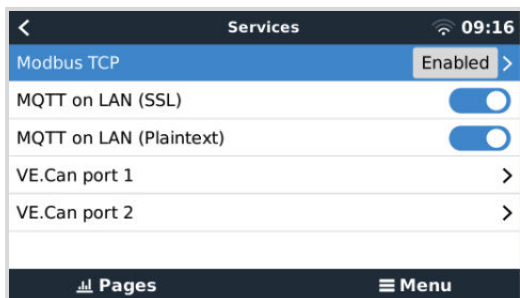 Services 09:16
Modbus TCP Enabled
MQTT on LAN (SSL)
MQTT on LAN (Plaintext)
VE.Can port 1
VE.Can port 2
Pages Menu